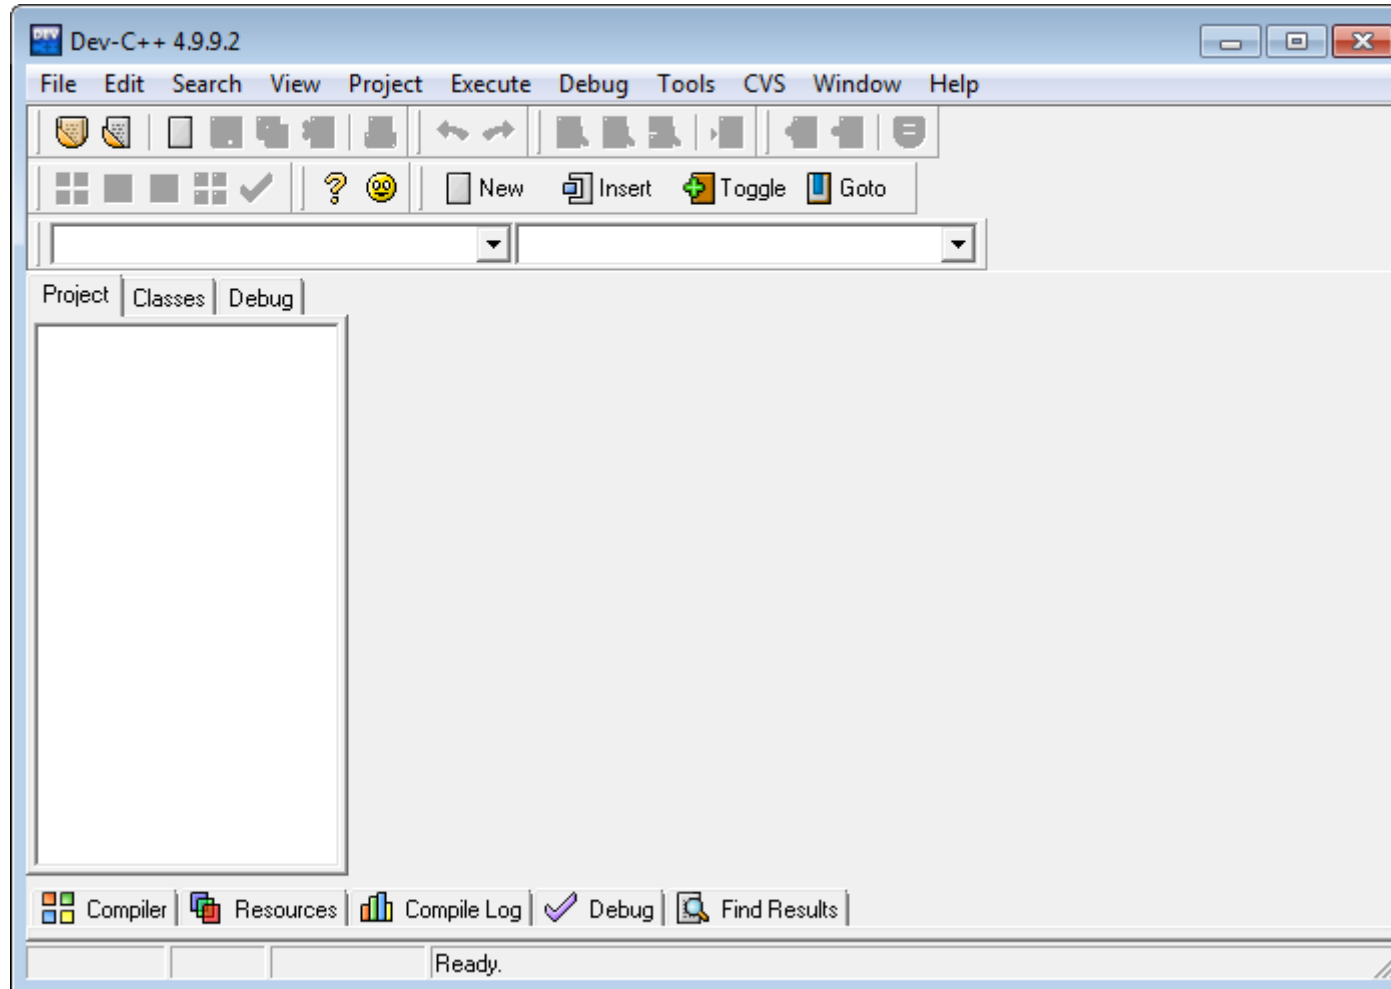 DEV Dev-C++ 4.9.9.2
File Edit Search View Project Execute Debug Tools CVS Window Help
New Insert Toggle Goto
Project Classes Debug
Compiler Resources Compile Log Debug Find Results
Ready.